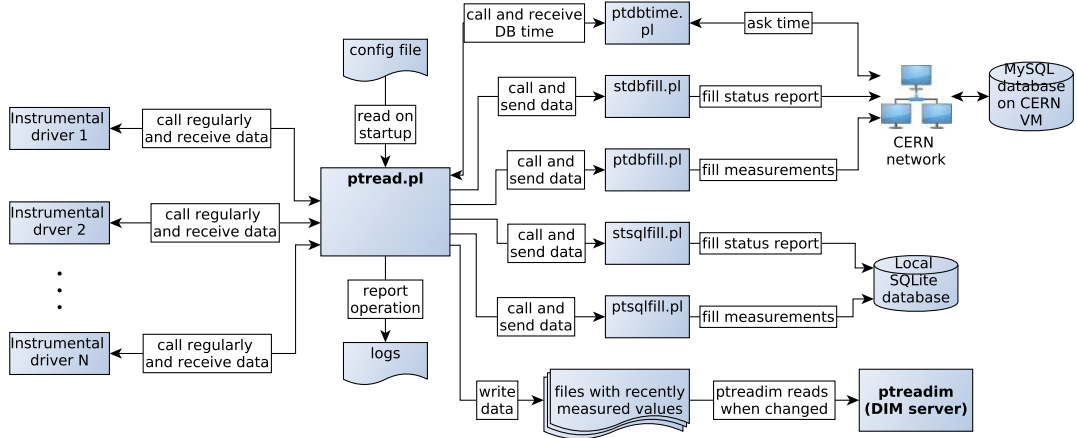 call and receive
DB time
ptdbtime.
pl
ask time
config file
read on
startup
call and
send data
stdbfill.pl
fill status report
MySQL
database
on CERN
VM
CERN
network
Instrumental
driver 1
call regularly
and receive data
ptread.pl
call and
send data
ptdbfill.pl
fill measurements
Instrumental
drver 2
call regularly
and receive data
call and
send data
stsqlfill.pl
fill status report
Local
SQLite
database
report
operation
call and
send data
ptsqlfill.pl
fill measurements
Instrumental
driver N
call regularly
and receive data
logs
write
data
files with recently
measured values
ptreadim reads
when changed
ptreadim
(DIM server)